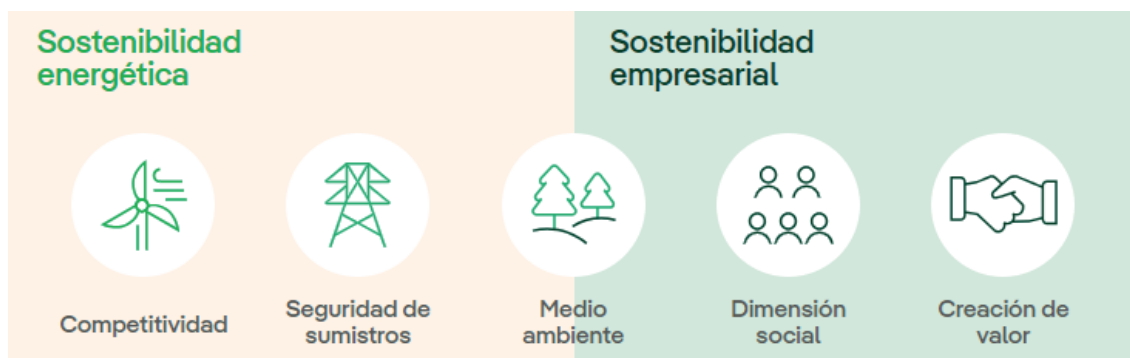 Sostenibilidad
energética
Sostenibilidad
empresarial
Competitividad
Seguridad de
sumistros
Medio
ambiente
Dimensión
social
Creación de
valor